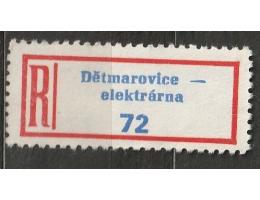 R
Dětmarovice —
elektrárna
72